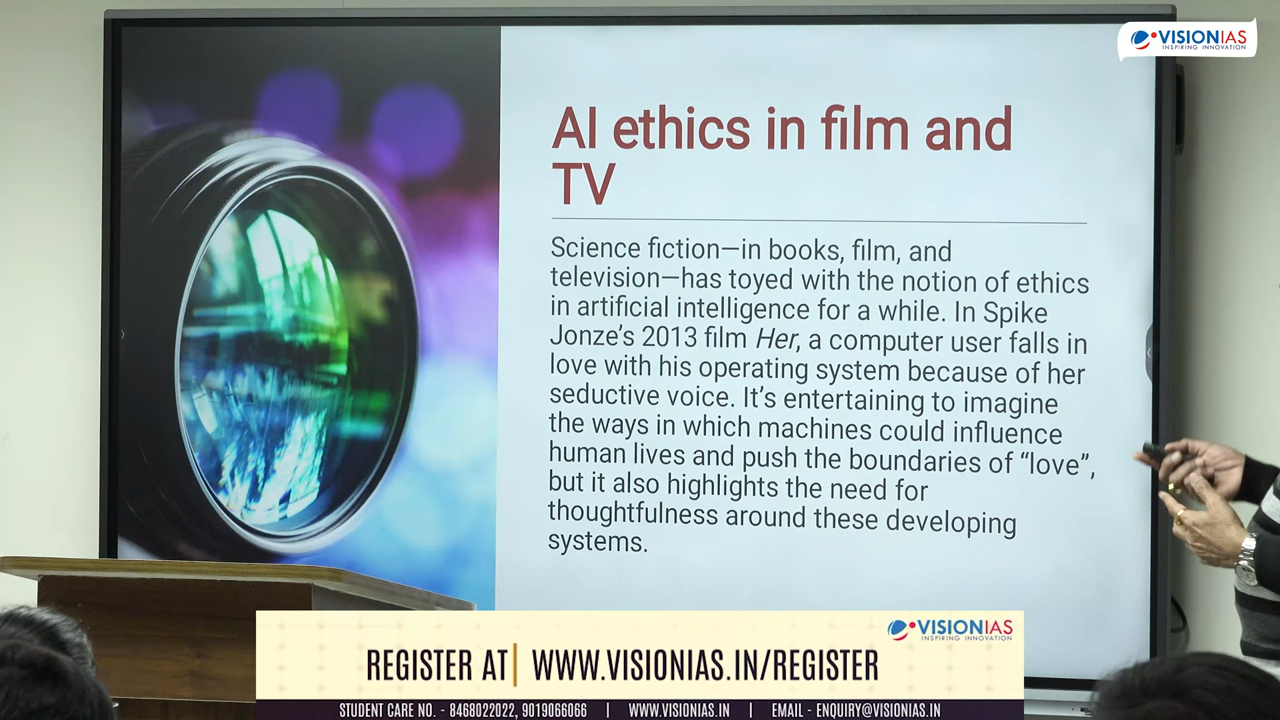 VISIONIAS
INSPIRING INNOVATION
AI ethics in film and
TV
Science fiction—in books, film, and
television—has toyed with the notion of ethics
in artificial intelligence for a while. In Spike
Jonze's 2013 film Her, a computer user falls in
love with his operating system because of her
seductive voice. It's entertaining to imagine
the ways in which machines could influence
human lives and push the boundaries of “love”,
but it also highlights the need for
thoughtfulness around these developing
systems.
VISIONIAS
INSPIRING INNOVATION
REGISTER AT | WWW.VISIONIAS.IN/REGISTER
STUDENT CARE NO. - 8468022022, 9019066066 | WWW.VISIONIAS.IN | EMAIL - ENQUIRY@VISIONIAS.IN